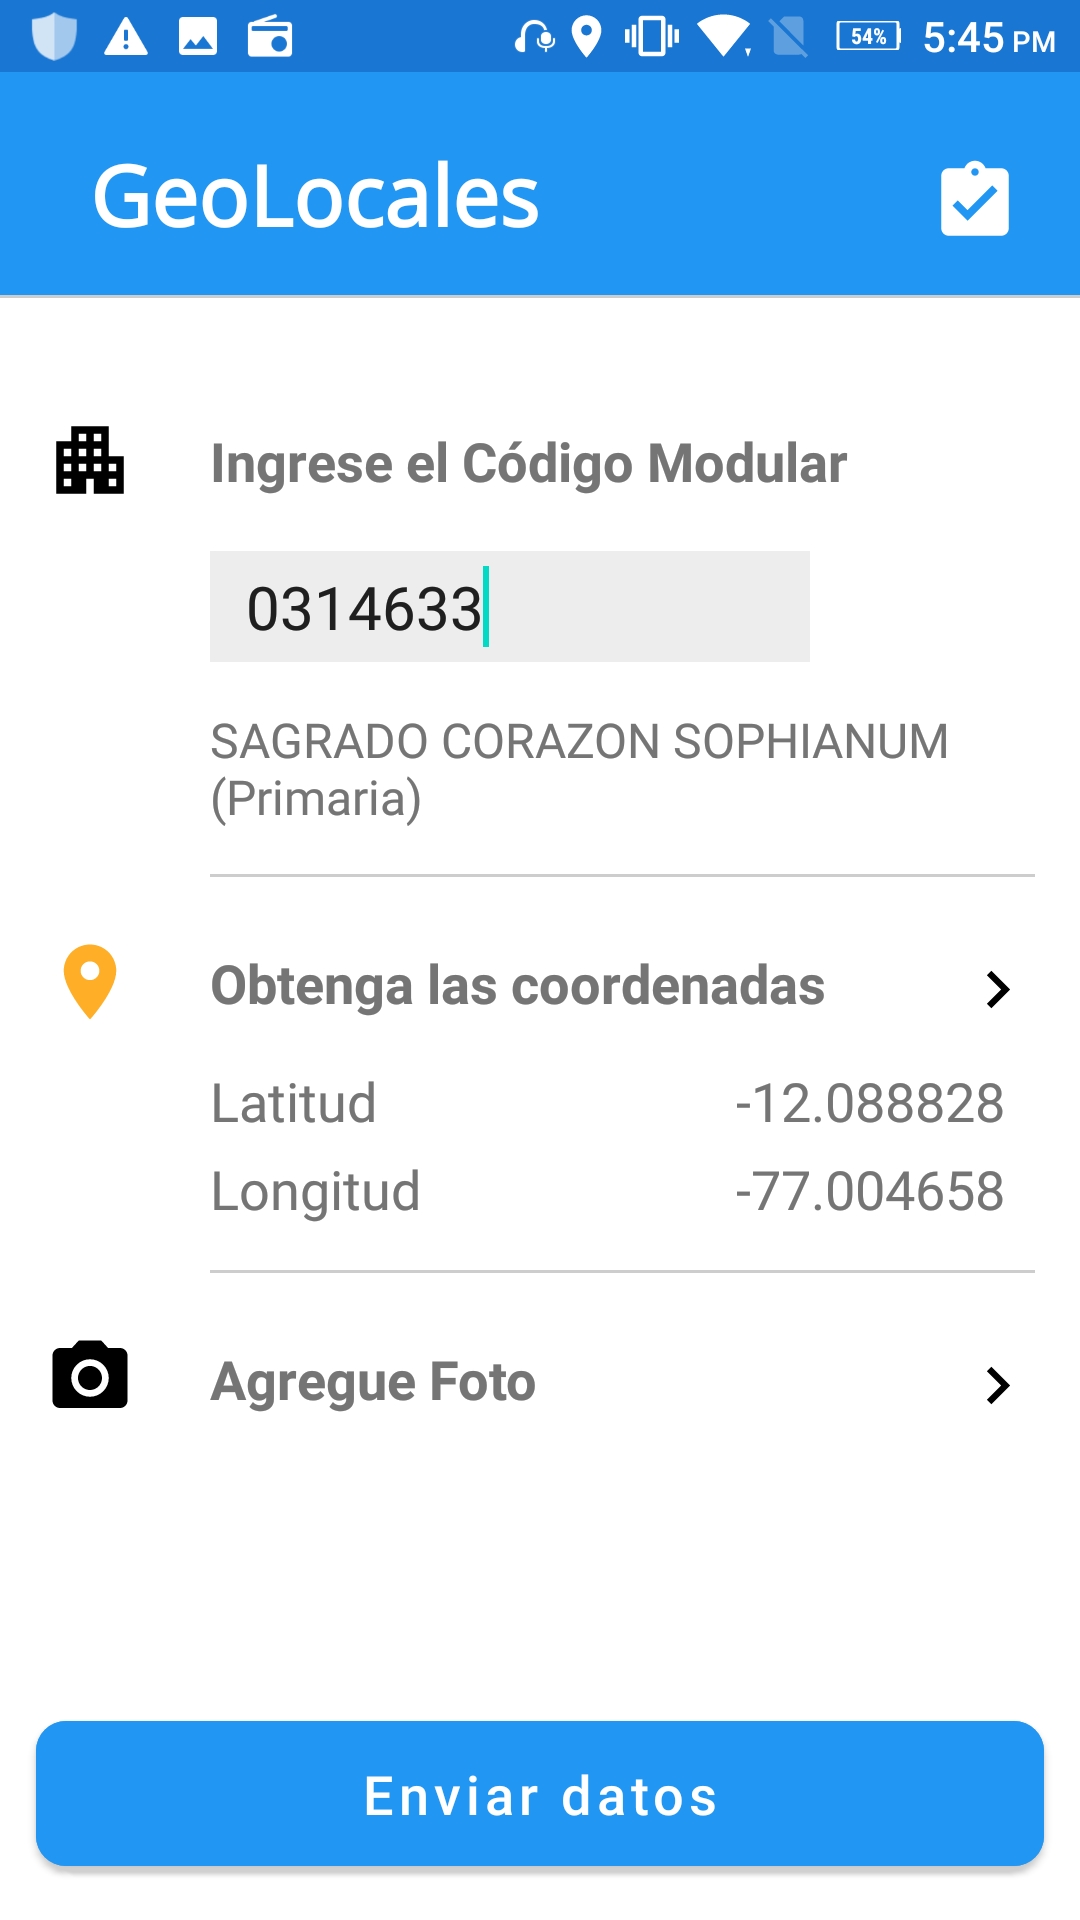 54% 5:45 PM
GeoLocales
Ingrese el Código Modular
0314633
SAGRADO CORAZON SOPHIANUM
(Primaria)
Obtenga las coordenadas
Latitud -12.088828
Longitud -77.004658
Agregue Foto
Enviar datos